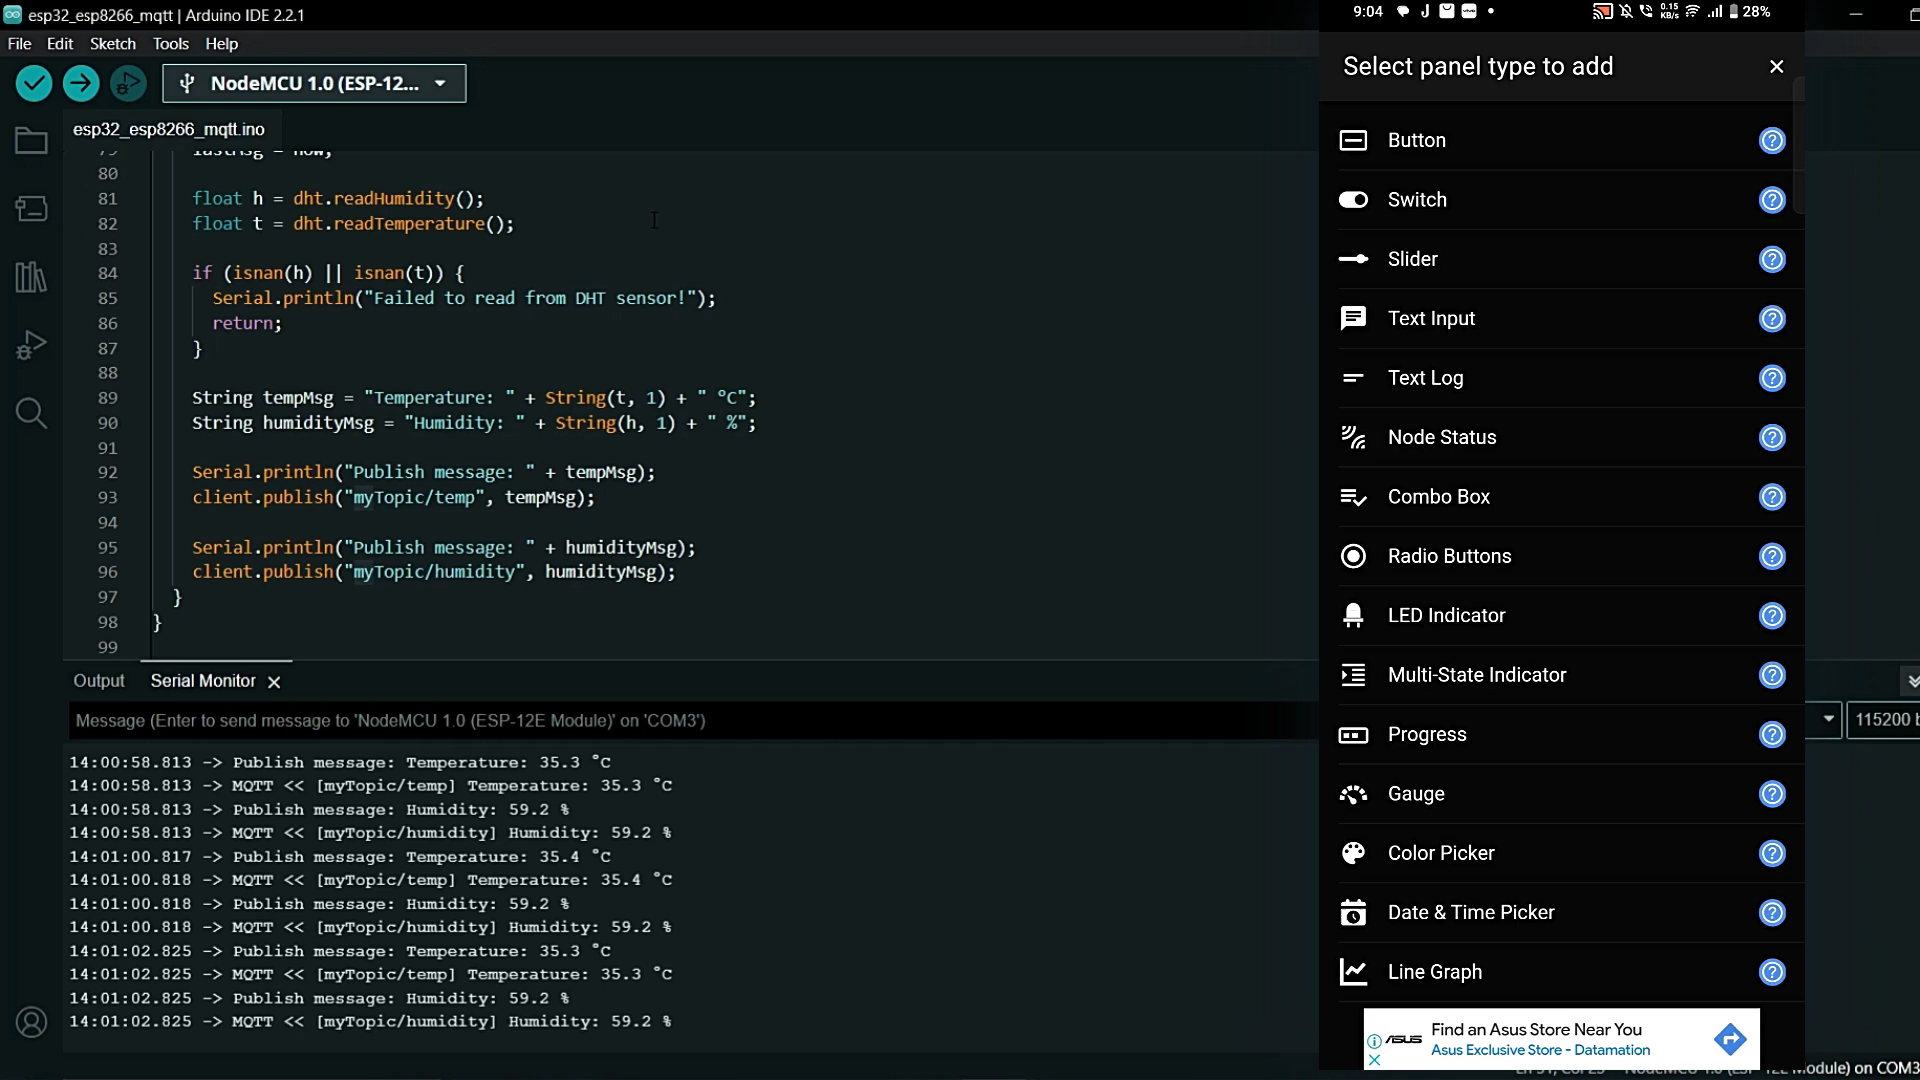 esp32_esp8266_mqtt | Arduino IDE 2.2.1
File Edit Sketch Tools Help
NodeMCU 1.0 (ESP-12...
esp32_esp8266_mqtt.ino
80
81 float h = dht.readHumidity();
82 float t = dht.readTemperature();
83
84 if (isnan(h) || isnan(t)) {
85 Serial.println("Failed to read from DHT sensor!");
86 return;
87 }
88
89 String tempMsg = "Temperature: " + String(t, 1) + " °C";
90 String humidityMsg = "Humidity: " + String(h, 1) + " %";
91
92 Serial.println("Publish message: " + tempMsg);
93 client.publish("myTopic/temp", tempMsg);
94
95 Serial.println("Publish message: " + humidityMsg);
96 client.publish("myTopic/humidity", humidityMsg);
97 }
98 }
99
Output Serial Monitor
Message (Enter to send message to 'NodeMCU 1.0 (ESP-12E Module)' on 'COM3')
115200 b
14:00:58.813 -> Publish message: Temperature: 35.3 °C
14:00:58.813 -> MQTT << [myTopic/temp] Temperature: 35.3 °C
14:00:58.813 -> Publish message: Humidity: 59.2 %
14:00:58.813 -> MQTT << [myTopic/humidity] Humidity: 59.2 %
14:01:00.817 -> Publish message: Temperature: 35.4 °C
14:01:00.818 -> MQTT << [myTopic/temp] Temperature: 35.4 °C
14:01:00.818 -> Publish message: Humidity: 59.2 %
14:01:00.818 -> MQTT << [myTopic/humidity] Humidity: 59.2 %
14:01:02.825 -> Publish message: Temperature: 35.3 °C
14:01:02.825 -> MQTT << [myTopic/temp] Temperature: 35.3 °C
14:01:02.825 -> Publish message: Humidity: 59.2 %
14:01:02.825 -> MQTT << [myTopic/humidity] Humidity: 59.2 %
odule) on COM3
9:04 J 0.15 KB/s 28%
Select panel type to add
Button
Switch
Slider
Text Input
Text Log
Node Status
Combo Box
Radio Buttons
LED Indicator
Multi-State Indicator
Progress
Gauge
Color Picker
Date & Time Picker
Line Graph
ASUS
Find an Asus Store Near You
Asus Exclusive Store - Datamation